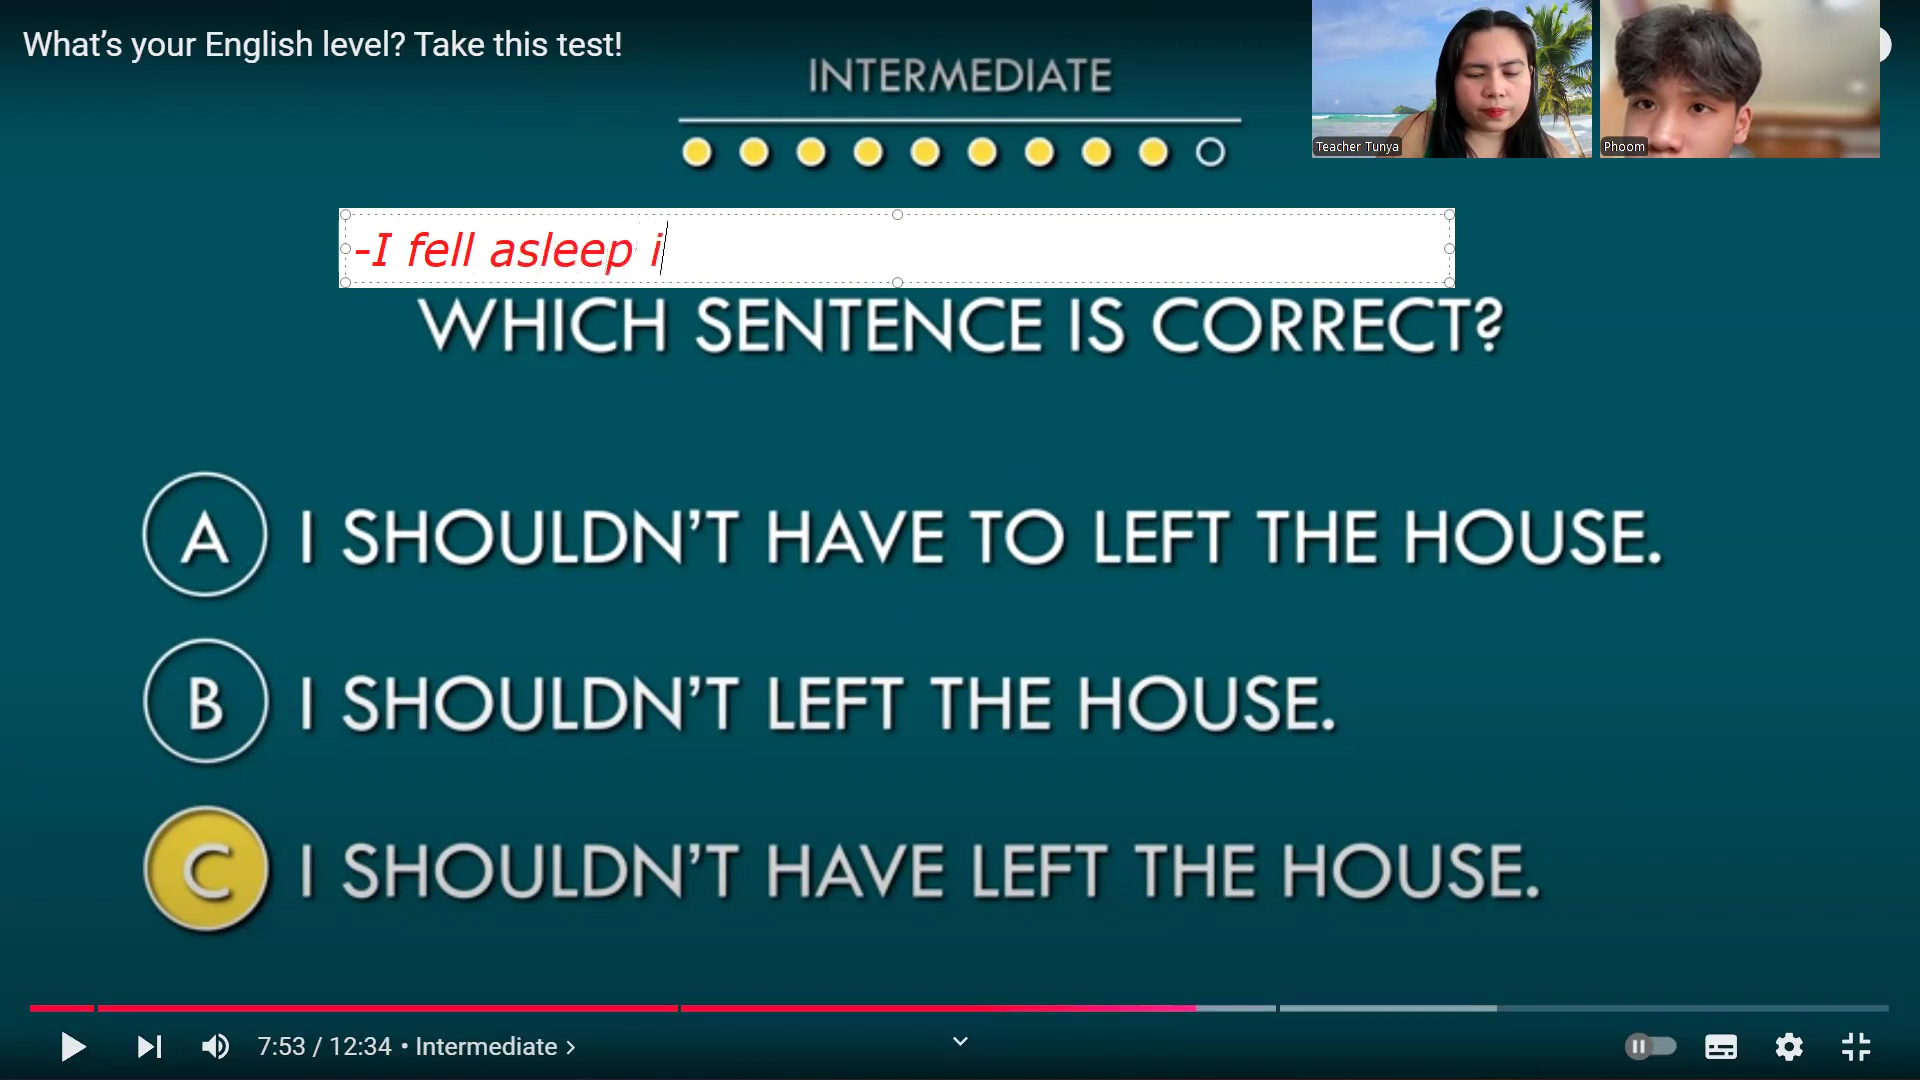 What’s your English level? Take this test!
INTERMEDIATE
Teacher Tunya
Phoom
-I fell asleep i
WHICH SENTENCE IS CORRECT?
A I SHOULDN’T HAVE TO LEFT THE HOUSE.
B I SHOULDN’T LEFT THE HOUSE.
C I SHOULDN’T HAVE LEFT THE HOUSE.
7:53 / 12:34 • Intermediate >